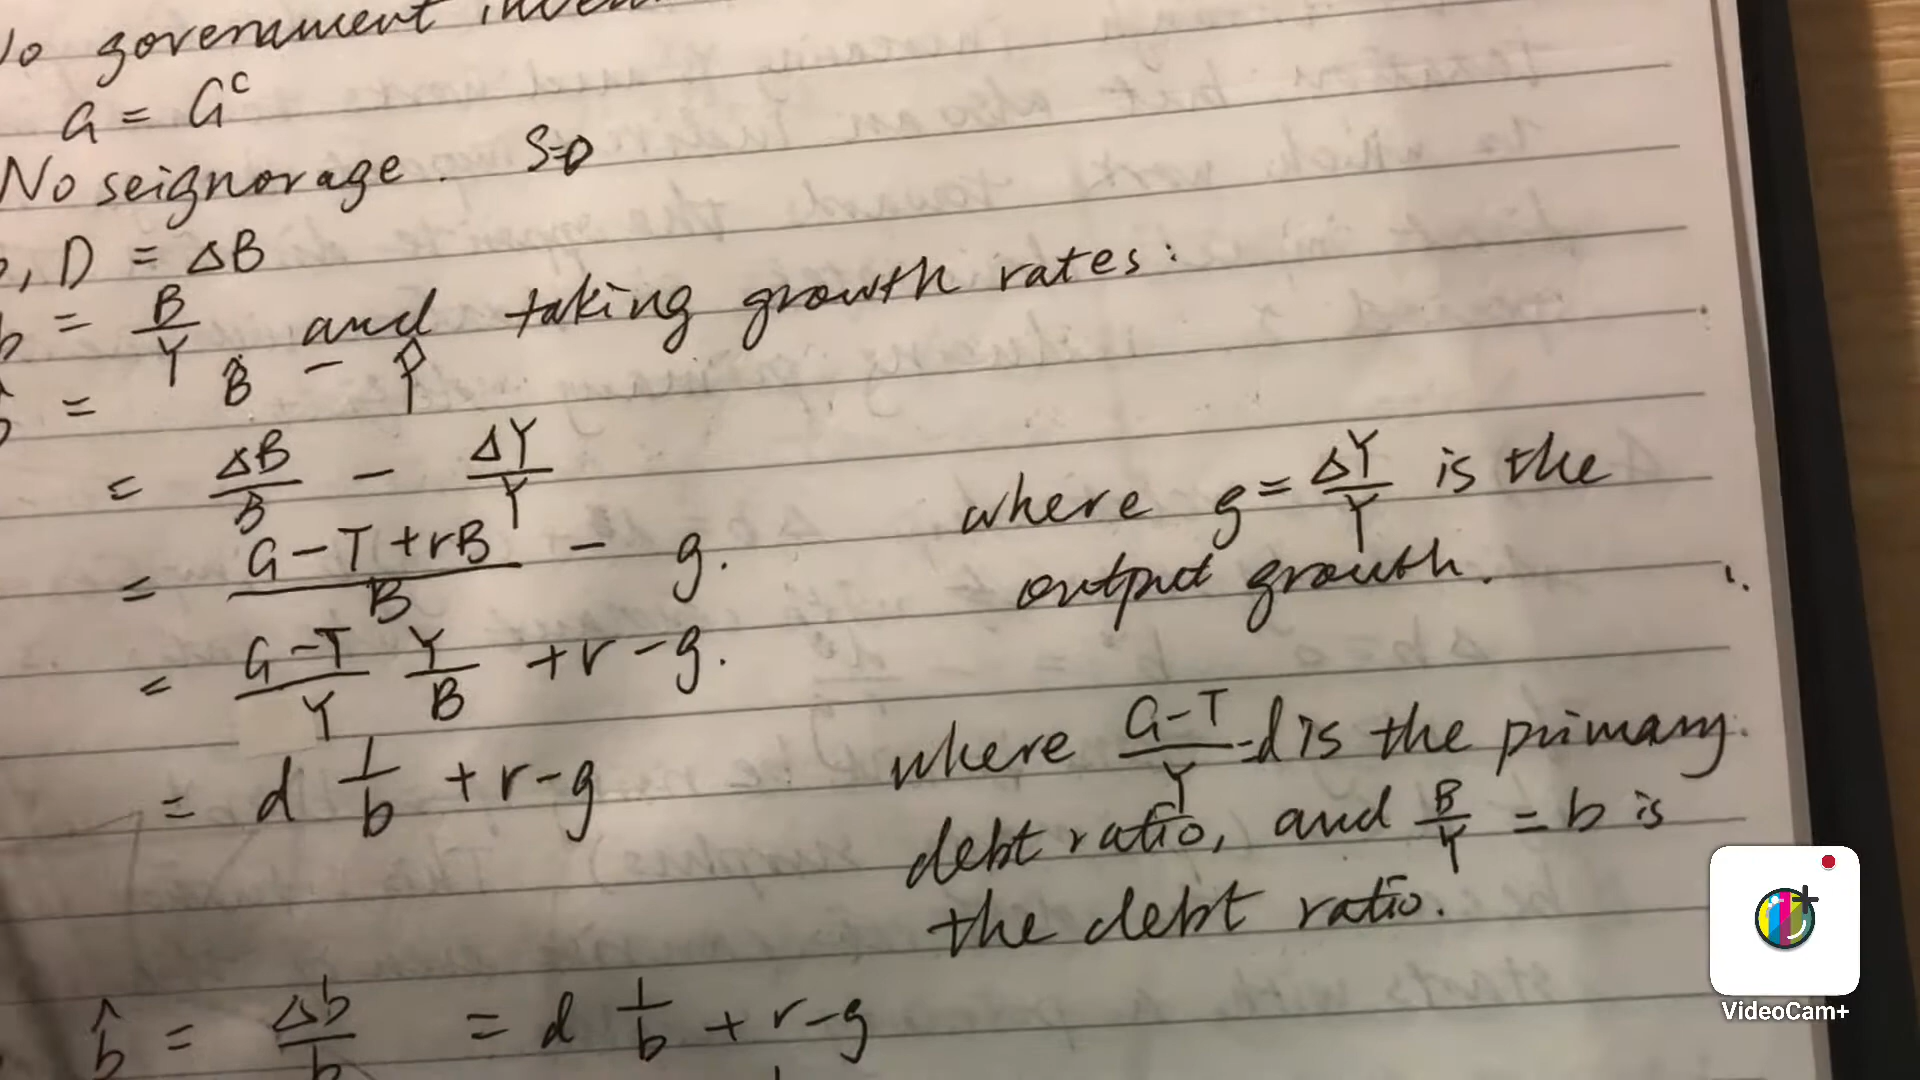 No government
G = G^c
No seignorage. S=0
, D = ΔB
b = B/Y and taking growth rates:
= B̂ - Ŷ
= ΔB/B - ΔY/Y where g = ΔY/Y is the
= (G-T+rB)/B - g. output growth.
= (G-T)/Y Y/B + r - g.
= d 1/b + r-g where (G-T)/Y = d is the primary
debt ratio, and B/Y = b is
the debt ratio.
b̂ = Δb/b = d 1/b + r-g
VideoCam+